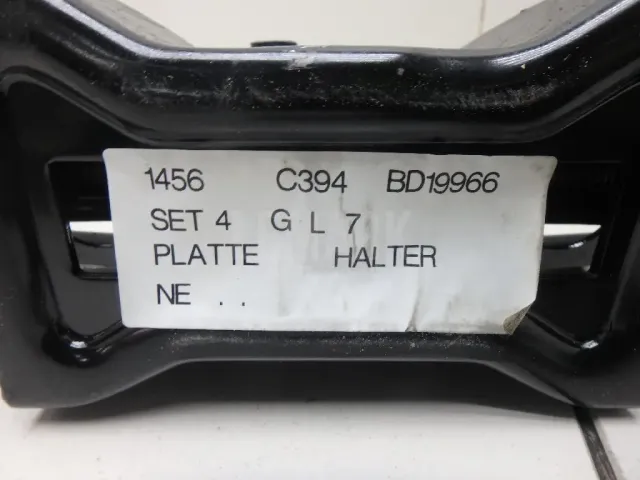 1456 C394 BD19966
SET 4 G L 7
PLATTE HALTER
NE . .